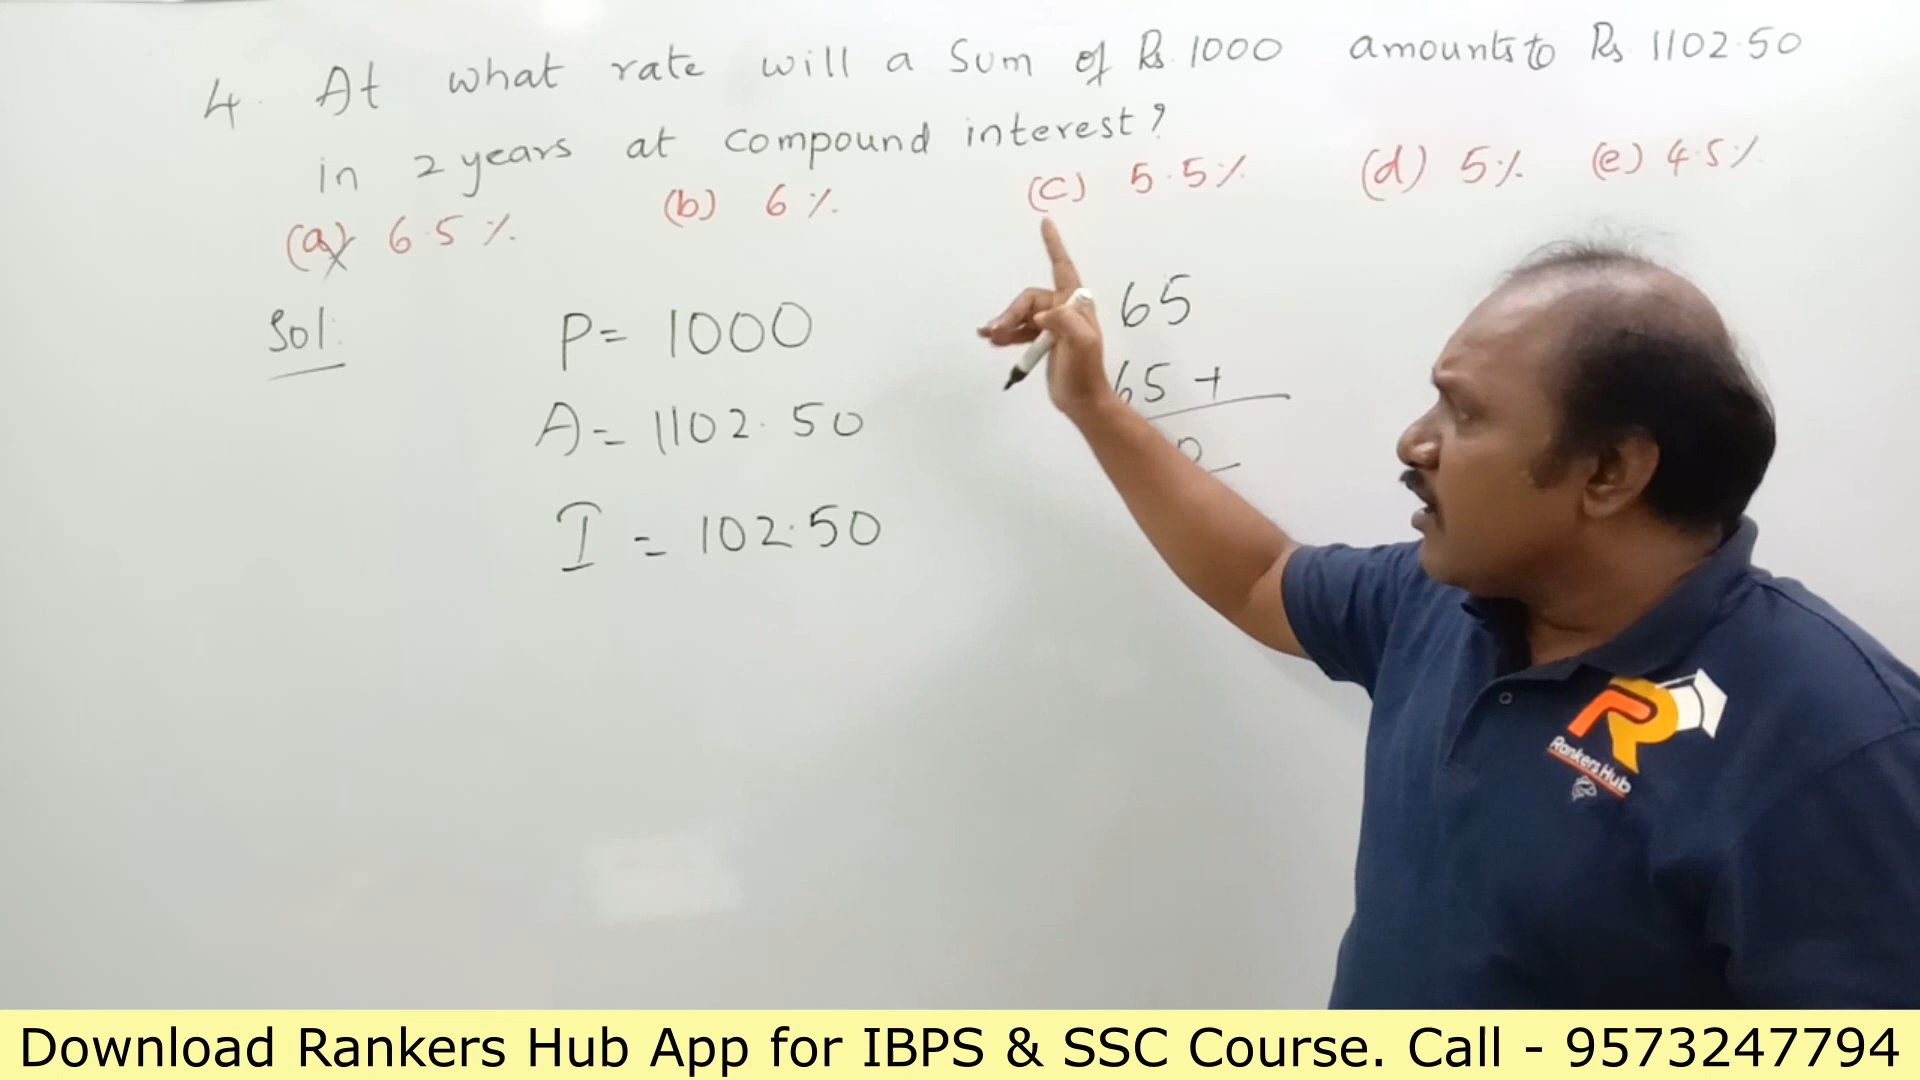 4. At what rate will a sum of Rs. 1000 amounts to Rs. 1102.50
in 2 years at compound interest?
(a) 6.5% (b) 6% (c) 5.5% (d) 5% (e) 4.5%
Sol.
P= 1000
65
A= 1102.50
65 +
I = 102.50
Rankers Hub
Download Rankers Hub App for IBPS & SSC Course. Call - 9573247794